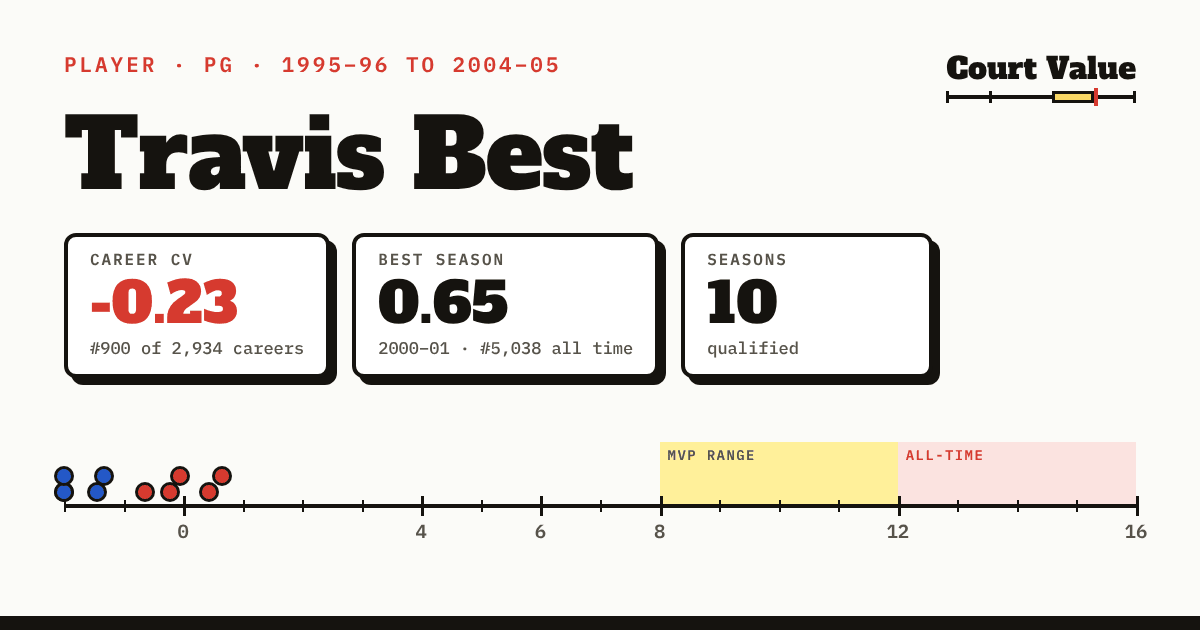 PLAYER · PG · 1995–96 TO 2004–05
Court Value
Travis Best
CAREER CV
-0.23
#900 of 2,934 careers
BEST SEASON
0.65
2000–01 · #5,038 all time
SEASONS
10
qualified
MVP RANGE
ALL-TIME
0 4 6 8 12 16